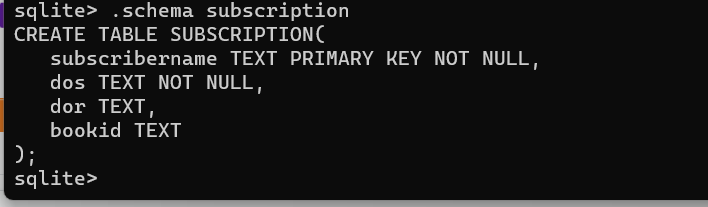 sqlite> .schema subscription
CREATE TABLE SUBSCRIPTION(
   subscribername TEXT PRIMARY KEY NOT NULL,
   dos TEXT NOT NULL,
   dor TEXT,
   bookid TEXT
);
sqlite>